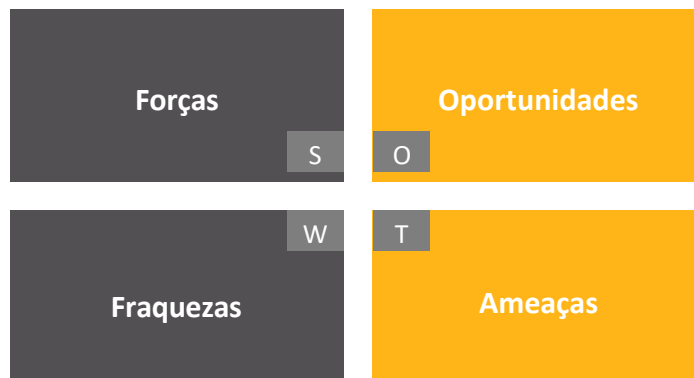 Forças
S
Oportunidades
O
W
Fraquezas
T
Ameaças